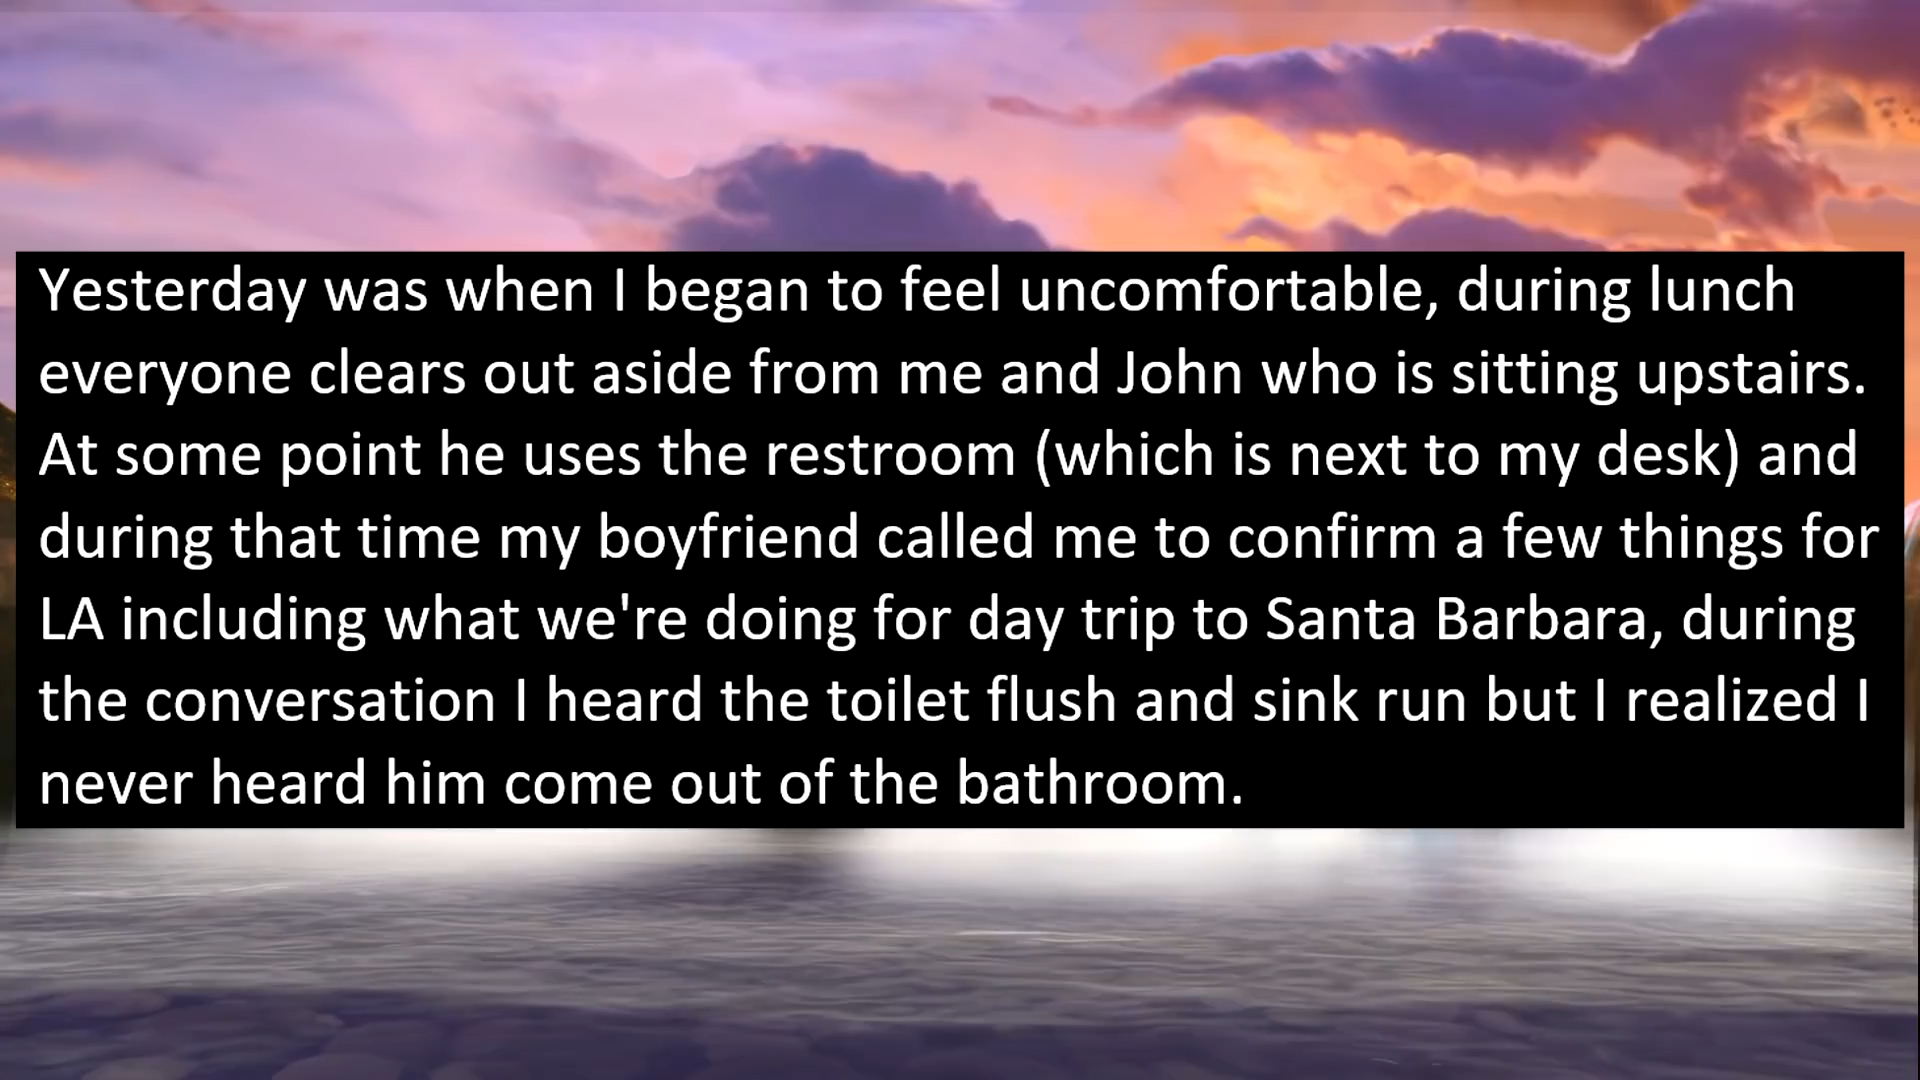 Yesterday was when I began to feel uncomfortable, during lunch
everyone clears out aside from me and John who is sitting upstairs.
At some point he uses the restroom (which is next to my desk) and
during that time my boyfriend called me to confirm a few things for
LA including what we're doing for day trip to Santa Barbara, during
the conversation I heard the toilet flush and sink run but I realized I
never heard him come out of the bathroom.